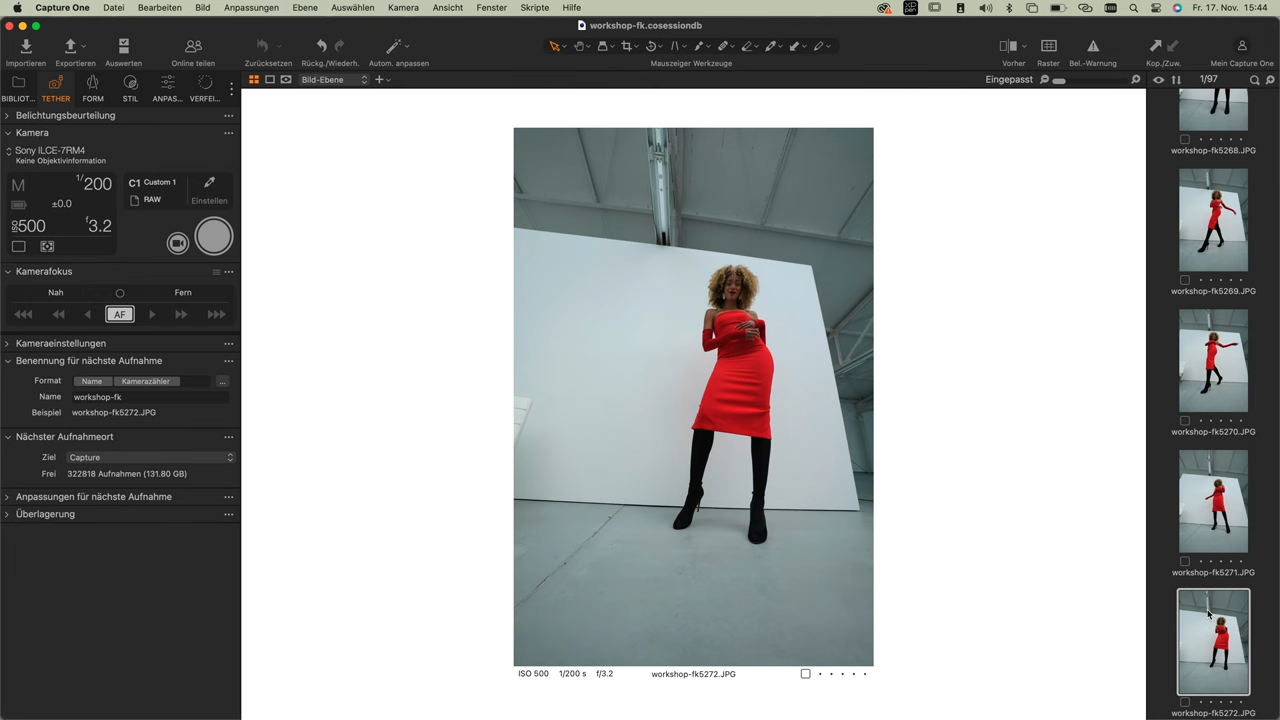 Capture One Datei Bearbeiten Bild Anpassungen Ebene Auswählen Kamera Ansicht Fenster Skripte Hilfe
XP PEN
Fr. 17. Nov. 15:44
workshop-fk.cosessiondb
Importieren Exportieren Auswerten Online teilen Zurücksetzen Rückg./Wiederh. Autom. anpassen Mauszeiger Werkzeuge Vorher Raster Bel.-Warnung Kop./Zuw. Mein Capture One
Bild-Ebene
Eingepasst
1/97
BIBLIOT... TETHER FORM STIL ANPAS... VERFEI...
Belichtungsbeurteilung
Kamera
Sony ILCE-7RM4
Keine Objektivinformation
M 1/200
±0.0
ISO 500 f3.2
C1 Custom 1
RAW
Einstellen
Kamerafokus
Nah Fern
AF
Kameraeinstellungen
Benennung für nächste Aufnahme
Format Name Kamerazähler ...
Name workshop-fk
Beispiel workshop-fk5272.JPG
Nächster Aufnahmeort
Ziel Capture
Frei 322818 Aufnahmen (131.80 GB)
Anpassungen für nächste Aufnahme
Überlagerung
ISO 500 1/200 s f/3.2 workshop-fk5272.JPG
workshop-fk5268.JPG
workshop-fk5269.JPG
workshop-fk5270.JPG
workshop-fk5271.JPG
workshop-fk5272.JPG